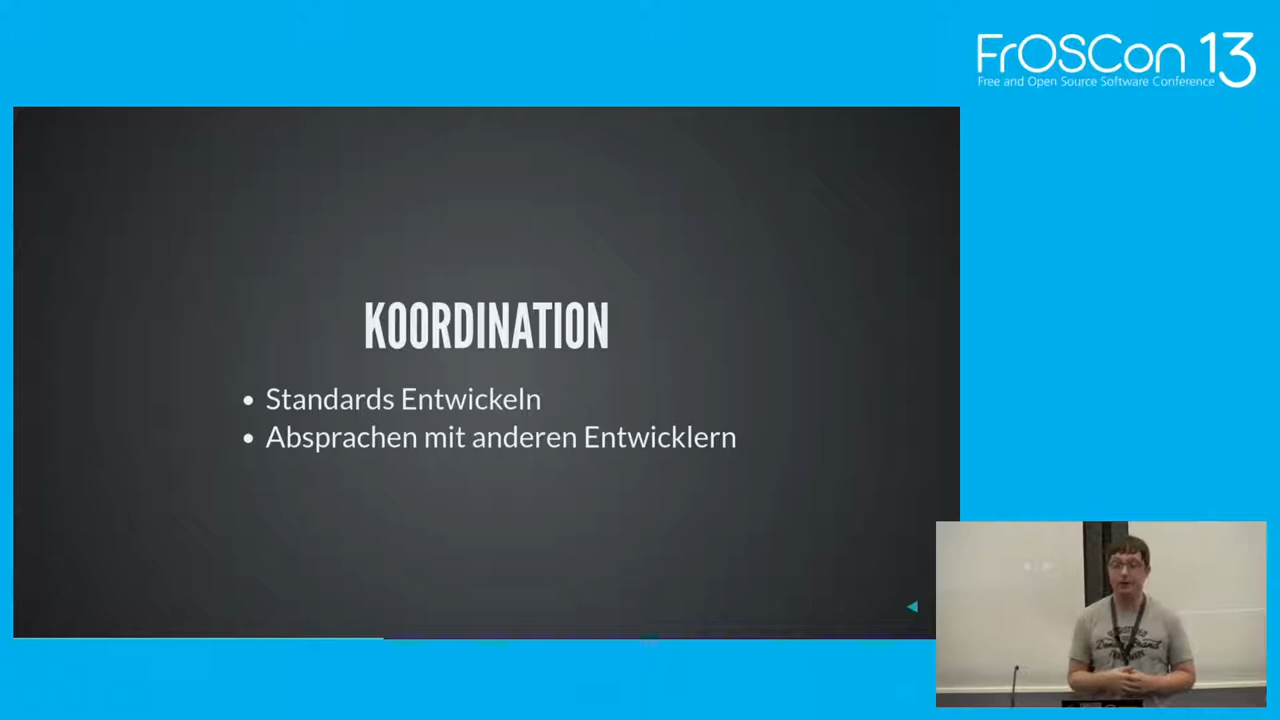 FrOSCon 13
Free and Open Source Software Conference
KOORDINATION
• Standards Entwickeln
• Absprachen mit anderen Entwicklern